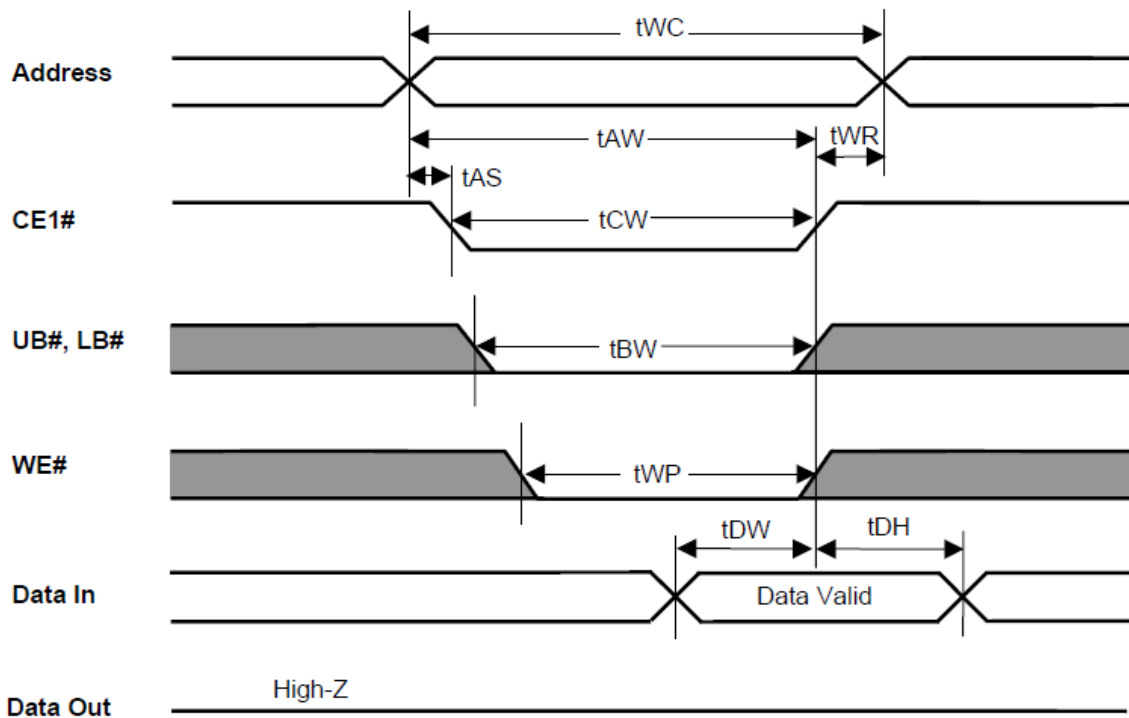 tWC
Address
tAW
tWR
tAS
CE1#
tCW
UB#, LB#
tBW
WE#
tWP
tDW
tDH
Data In
Data Valid
High-Z
Data Out